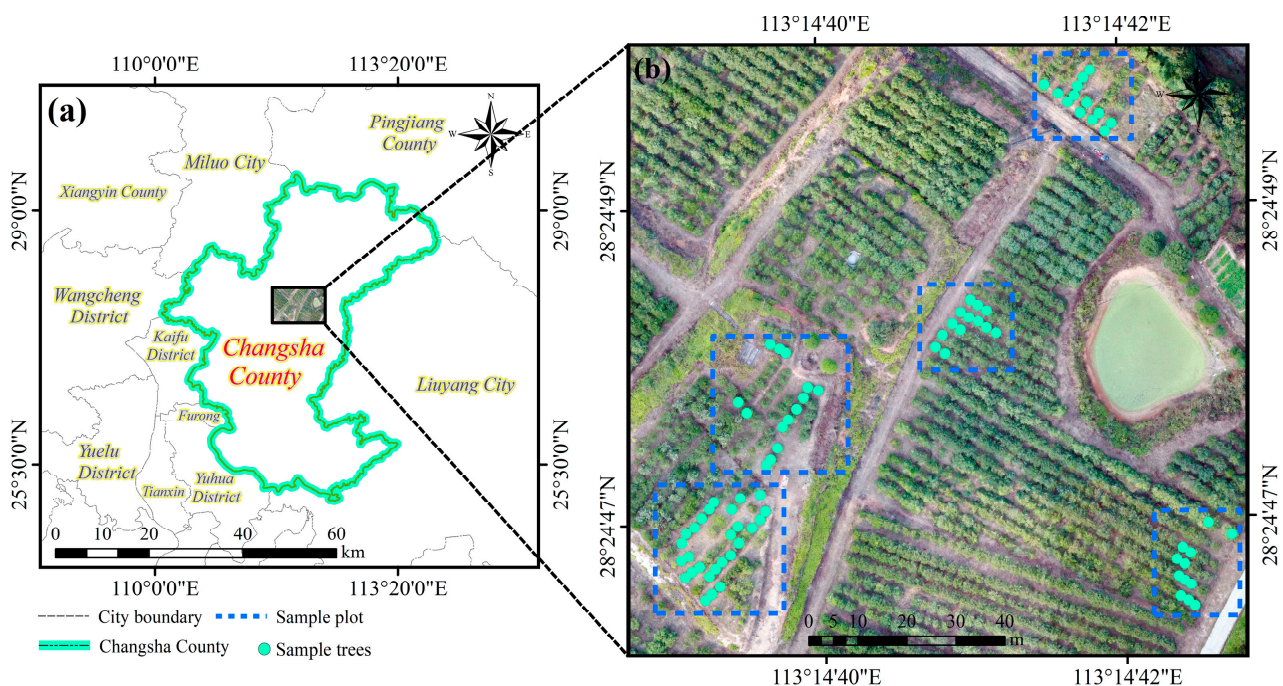 110°0'0"E
113°20'0"E
(a)
N
W
E
S
Pingjiang
County
Miluo City
Xiangyin County
29°0'0"N
29°0'0"N
Wangcheng
District
Kaifu
District
Changsha
County
Liuyang City
Furong
Yuelu
District
Yuhua
District
Tianxin
25°30'0"N
25°30'0"N
0 10 20 40 60
km
110°0'0"E
113°20'0"E
City boundary
Sample plot
Changsha County
Sample trees
113°14'40"E
113°14'42"E
(b)
W
28°24'49"N
28°24'49"N
28°24'47"N
28°24'47"N
0 10 20 30 40
m
113°14'40"E
113°14'42"E